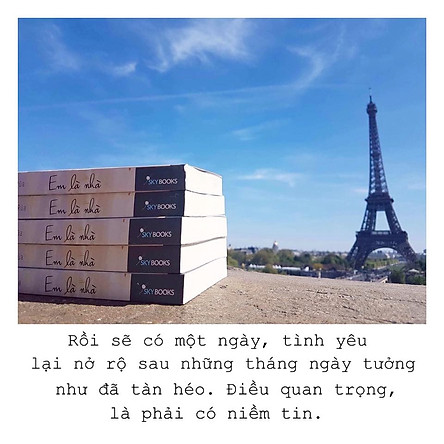 Em là nhà SKYBOOKS
Em là nhà SKYBOOKS
Em là nhà SKYBOOKS
Em là nhà SKYBOOKS
Em là nhà SKYBOOKS
Rồi sẽ có một ngày, tình yêu
lại nở rộ sau những tháng ngày tưởng
như đã tàn héo. Điều quan trọng,
là phải có niềm tin.